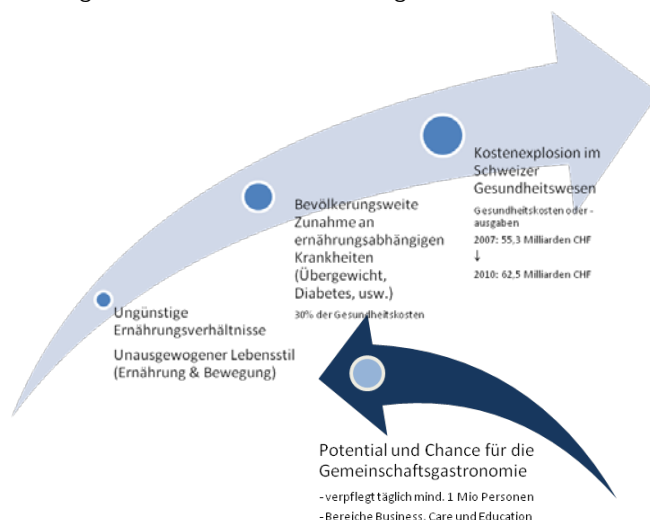 Kostenexplosion im
Schweizer
Gesundheitswesen
Gesundheitskosten oder -
ausgaben
2007: 55,3 Milliarden CHF
↓
2010: 62,5 Milliarden CHF
Bevölkerungsweite
Zunahme an
ernährungsabhängigen
Krankheiten
(Übergewicht,
Diabetes, usw.)
30% der Gesundheitskosten
Ungünstige
Ernährungsverhältnisse
Unausgewogener Lebensstil
(Ernährung & Bewegung)
Potential und Chance für die
Gemeinschaftsgastronomie
- verpflegt täglich mind. 1 Mio Personen
- Bereiche Business, Care und Education